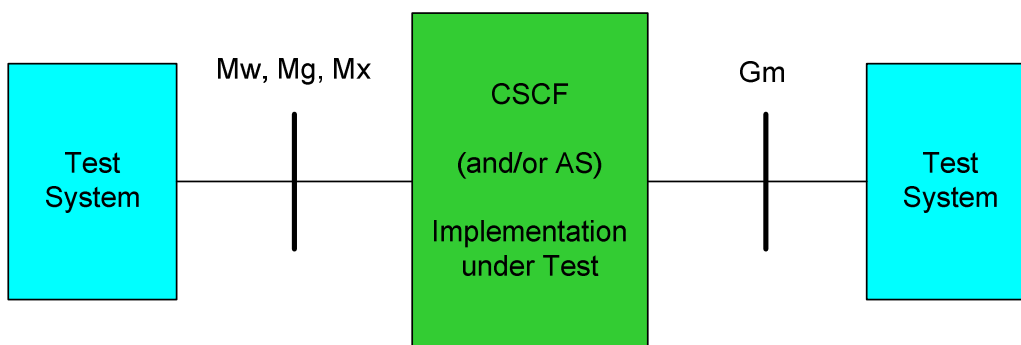 Test
System
Mw, Mg, Mx
CSCF
(and/or AS)
Implementation
under Test
Gm
Test
System